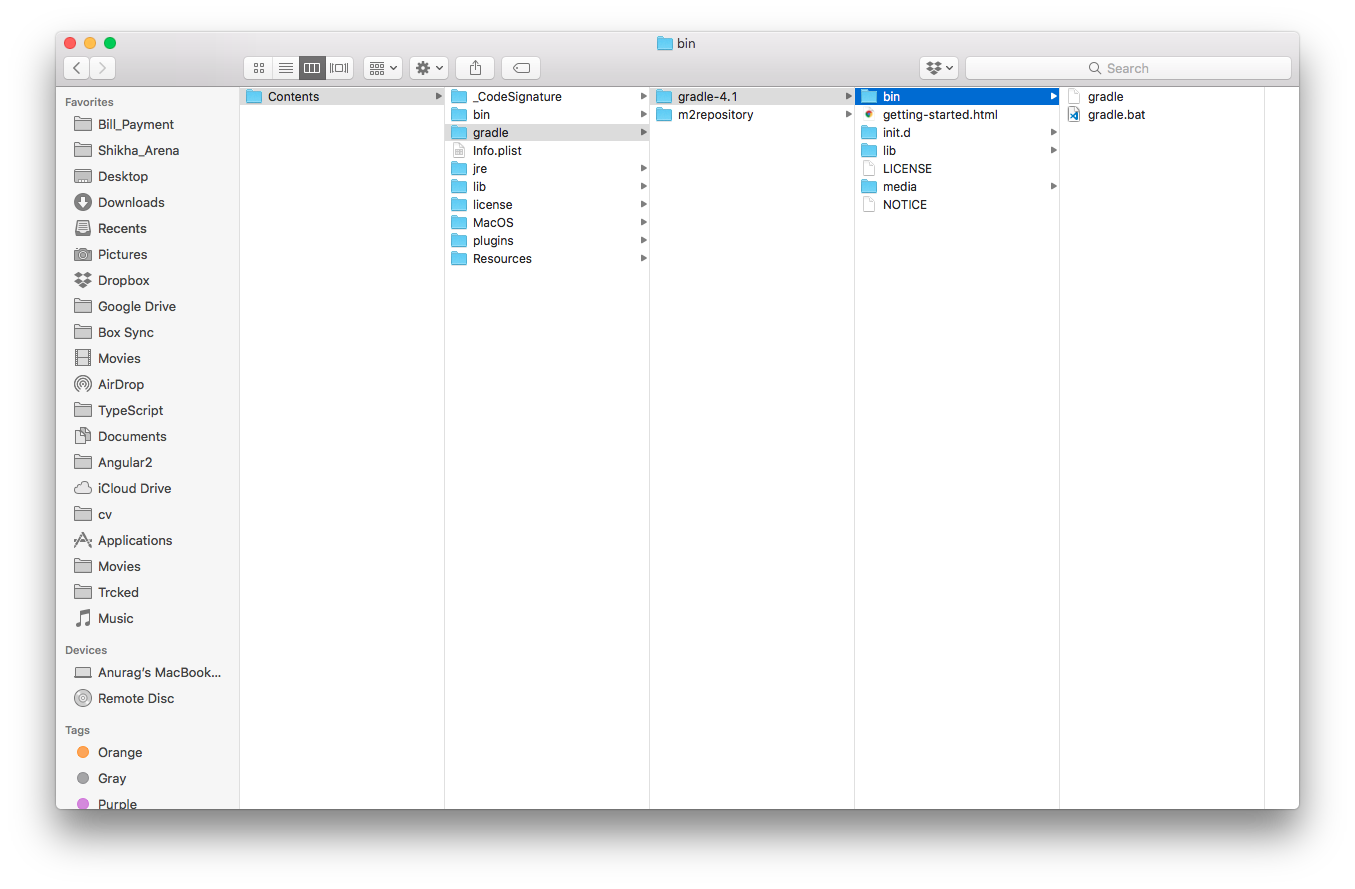 bin
Search
Favorites
Bill_Payment
Shikha_Arena
Desktop
Downloads
Recents
Pictures
Dropbox
Google Drive
Box Sync
Movies
AirDrop
TypeScript
Documents
Angular2
iCloud Drive
cv
Applications
Movies
Trcked
Music
Devices
Anurag's MacBook...
Remote Disc
Tags
Orange
Gray
Purple
Contents
_CodeSignature
bin
gradle
Info.plist
jre
lib
license
MacOS
plugins
Resources
gradle-4.1
m2repository
bin
getting-started.html
init.d
lib
LICENSE
media
NOTICE
gradle
gradle.bat